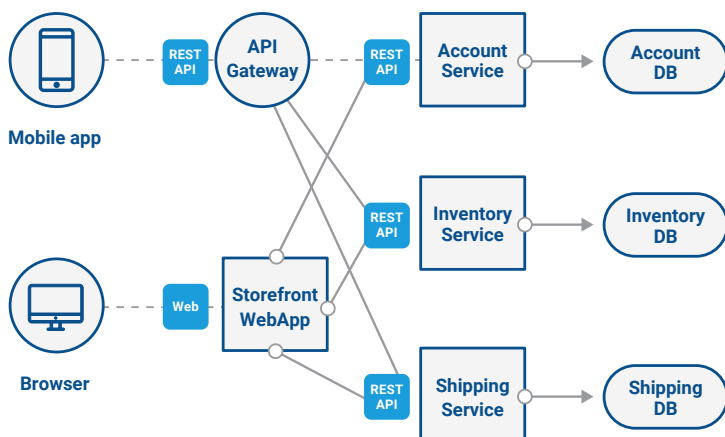 REST
API
API
Gateway
REST
API
Account
Service
Account
DB
Mobile app
REST
API
Inventory
Service
Inventory
DB
Web
Storefront
WebApp
Browser
REST
API
Shipping
Service
Shipping
DB